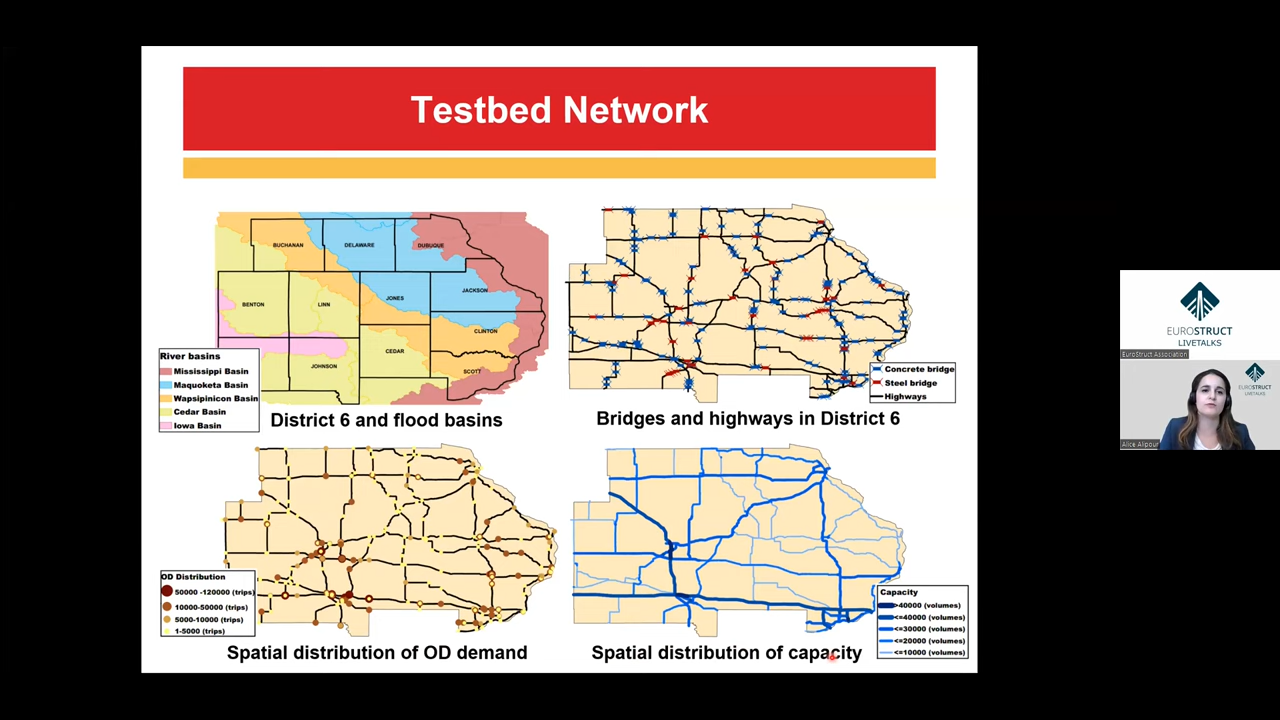 Testbed Network
BUCHANAN
DELAWARE
DUBUQUE
BENTON
LINN
JONES
JACKSON
CLINTON
CEDAR
JOHNSON
SCOTT
River basins
Mississippi Basin
Maquoketa Basin
Wapsipinicon Basin
Cedar Basin
Iowa Basin
District 6 and flood basins
Concrete bridge
Steel bridge
Highways
Bridges and highways in District 6
OD Distribution
50000 -120000 (trips)
10000-50000 (trips)
5000-10000 (trips)
1-5000 (trips)
Spatial distribution of OD demand
Capacity
>40000 (volumes)
<=40000 (volumes)
<=30000 (volumes)
<=20000 (volumes)
<=10000 (volumes)
Spatial distribution of capacity
EUROSTRUCT
LIVETALKS
EuroStruct Association
EUROSTRUCT
LIVETALKS
Alice Alipour